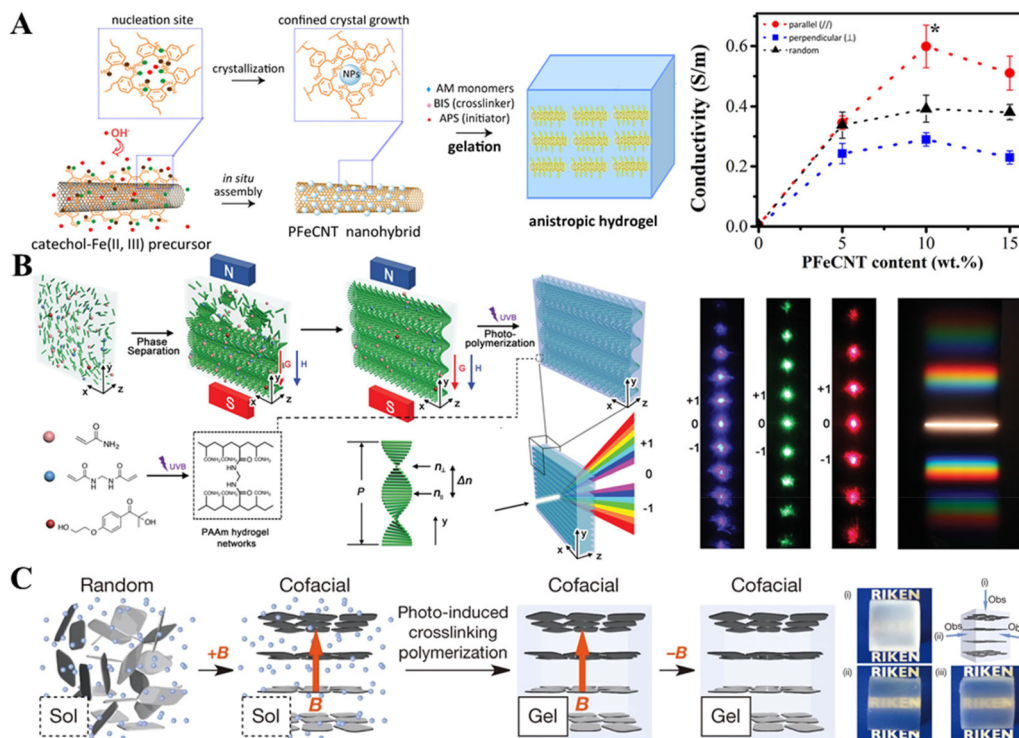 A
nucleation site
crystallization
confined crystal growth
NPs
AM monomers
BIS (crosslinker)
APS (initiator)
gelation
•OH-
in situ
assembly
catechol-Fe(II, III) precursor
PFeCNT nanohybrid
anistropic hydrogel
parallel (//)
perpendicular (⊥)
random
*
Conductivity (S/m)
0.6
0.4
0.2
0.0
0
5
10
15
PFeCNT content (wt.%)
B
Phase
Separation
N
S
G
H
N
S
G
H
UVB
Photo-
polymerization
x
y
z
x
y
z
x
y
z
x
y
z
NH₂
O
UVB
CONH₂ CONH₂
PAAm hydrogel
networks
P
n⊥
n∥
Δn
y
+1
0
-1
x
y
z
+1
0
-1
+1
0
-1
+1
0
-1
C
Random
Sol
+B
Cofacial
B
Sol
Photo-induced
crosslinking
polymerization
Cofacial
B
Gel
−B
Cofacial
Gel
(i)
RIKEN
(i)
Obs
Obs
(ii)
(ii)
RIKEN
(iii)
RIKEN